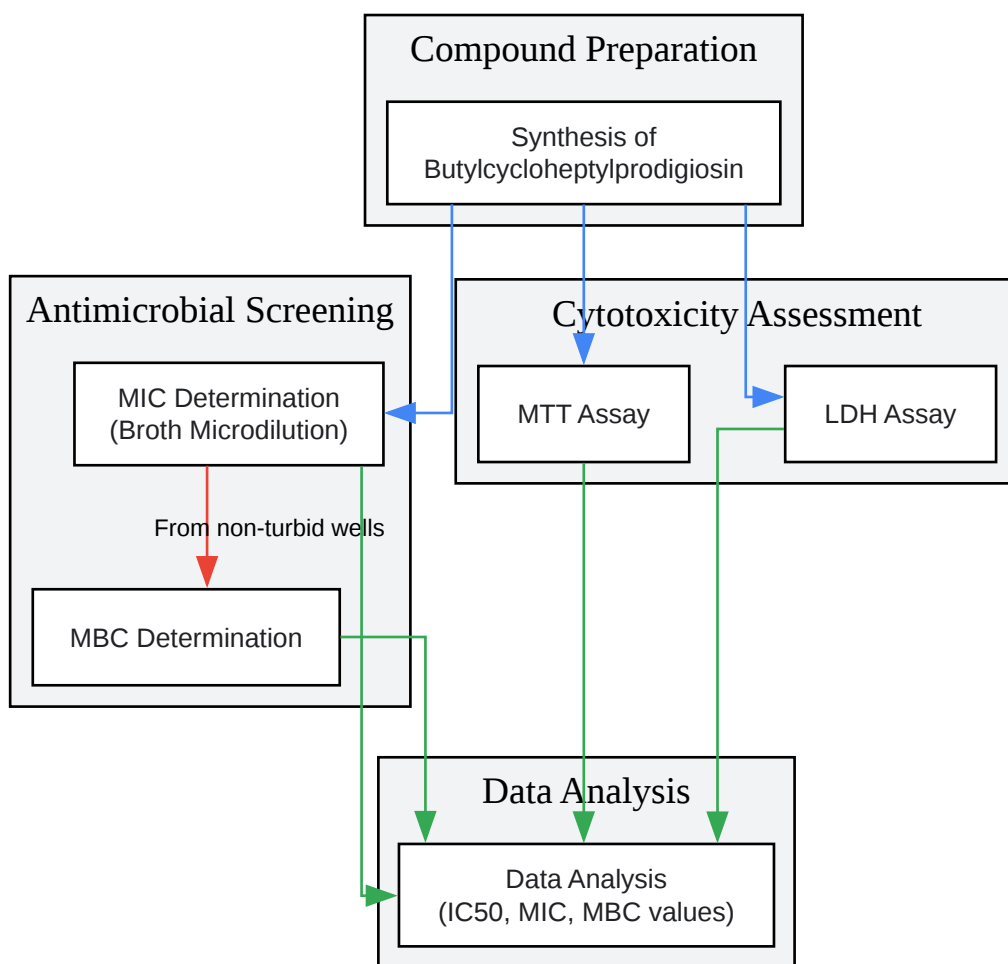 Compound Preparation
Synthesis of
Butylcycloheptylprodigiosin
Antimicrobial Screening
MIC Determination
(Broth Microdilution)
From non-turbid wells
MBC Determination
Cytotoxicity Assessment
MTT Assay
LDH Assay
Data Analysis
Data Analysis
(IC50, MIC, MBC values)